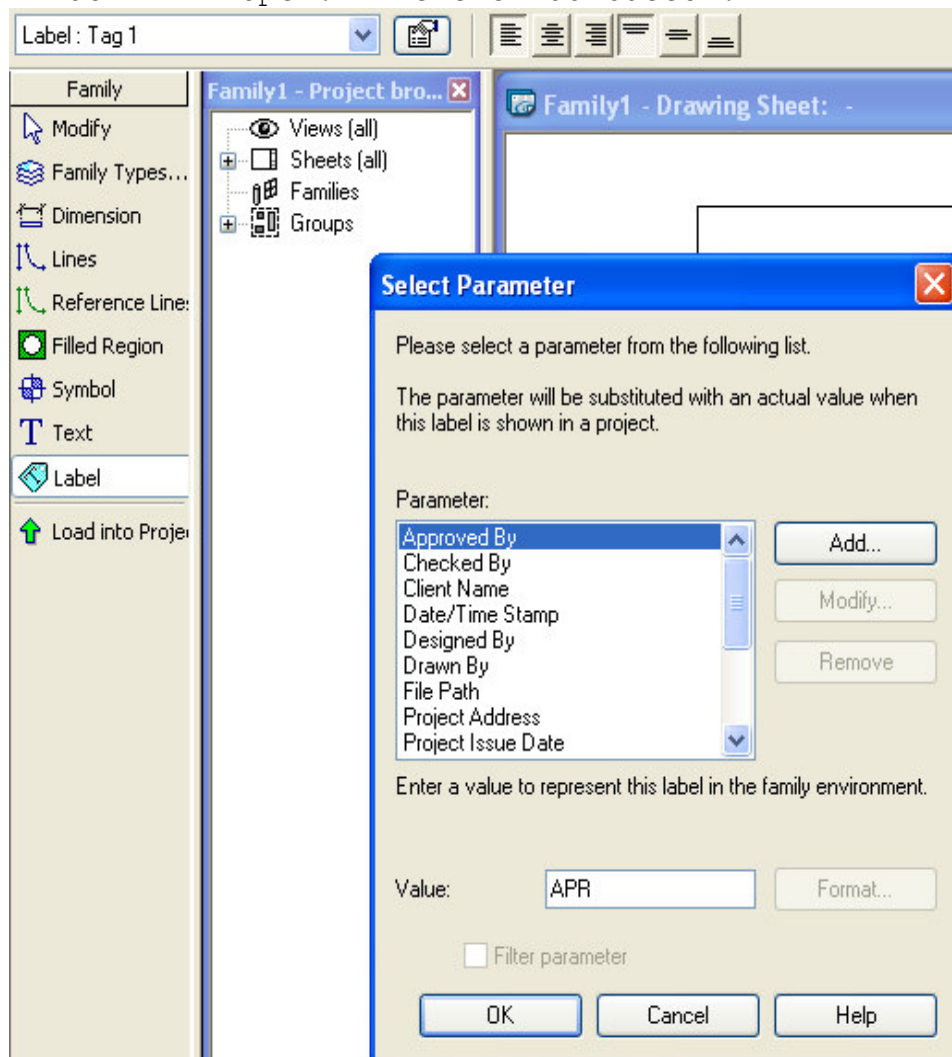 Label : Tag 1
Family
Modify
Family Types...
Dimension
Lines
Reference Line
Filled Region
Symbol
Text
Label
Load into Proje
Family1 - Project bro...
Views (all)
Sheets (all)
Families
Groups
Family1 - Drawing Sheet: -
Select Parameter
Please select a parameter from the following list.
The parameter will be substituted with an actual value when
this label is shown in a project.
Parameter:
Approved By
Checked By
Client Name
Date/Time Stamp
Designed By
Drawn By
File Path
Project Address
Project Issue Date
Add...
Modify...
Remove
Enter a value to represent this label in the family environment.
Value:
APR
Format...
Filter parameter
OK
Cancel
Help